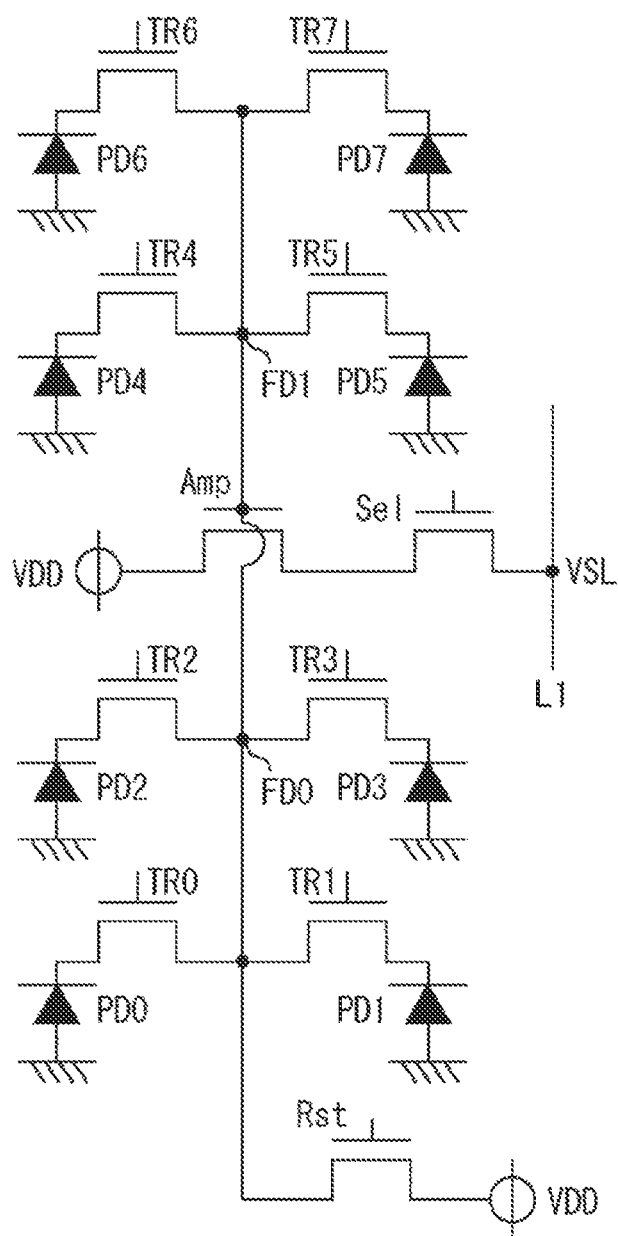 TR6 TR7
PD6 PD7
TR4 TR5
PD4 FD1 PD5
Amp Sel
VDD VSL
L1
TR2 TR3
PD2 FD0 PD3
TR0 TR1
PD0 PD1
Rst
VDD